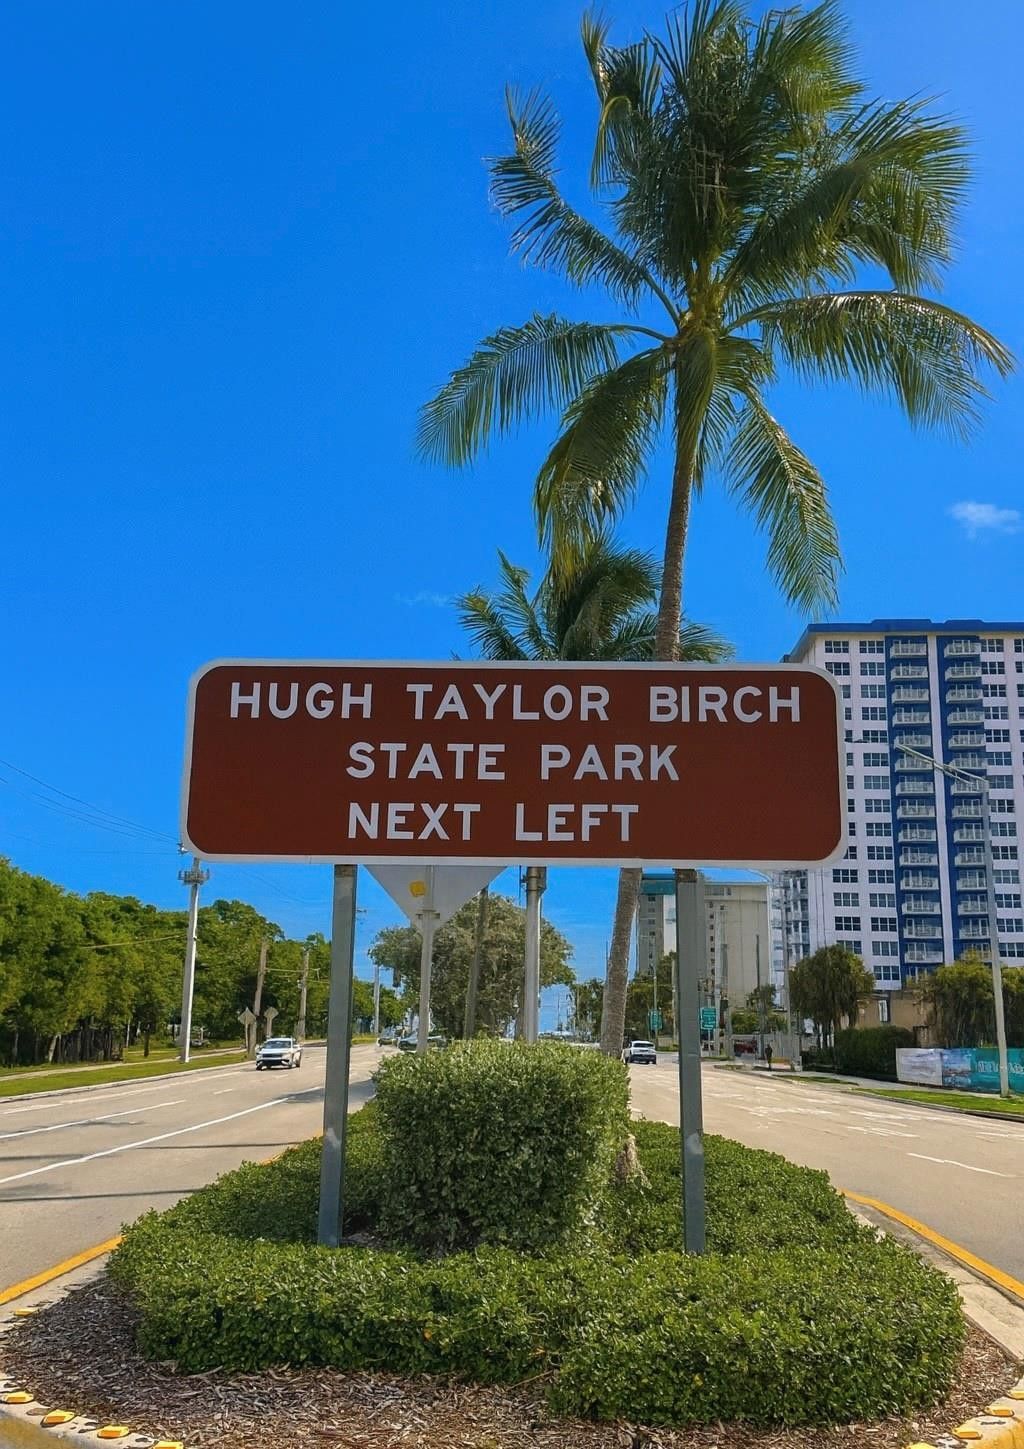 HUGH TAYLOR BIRCH
STATE PARK
NEXT LEFT